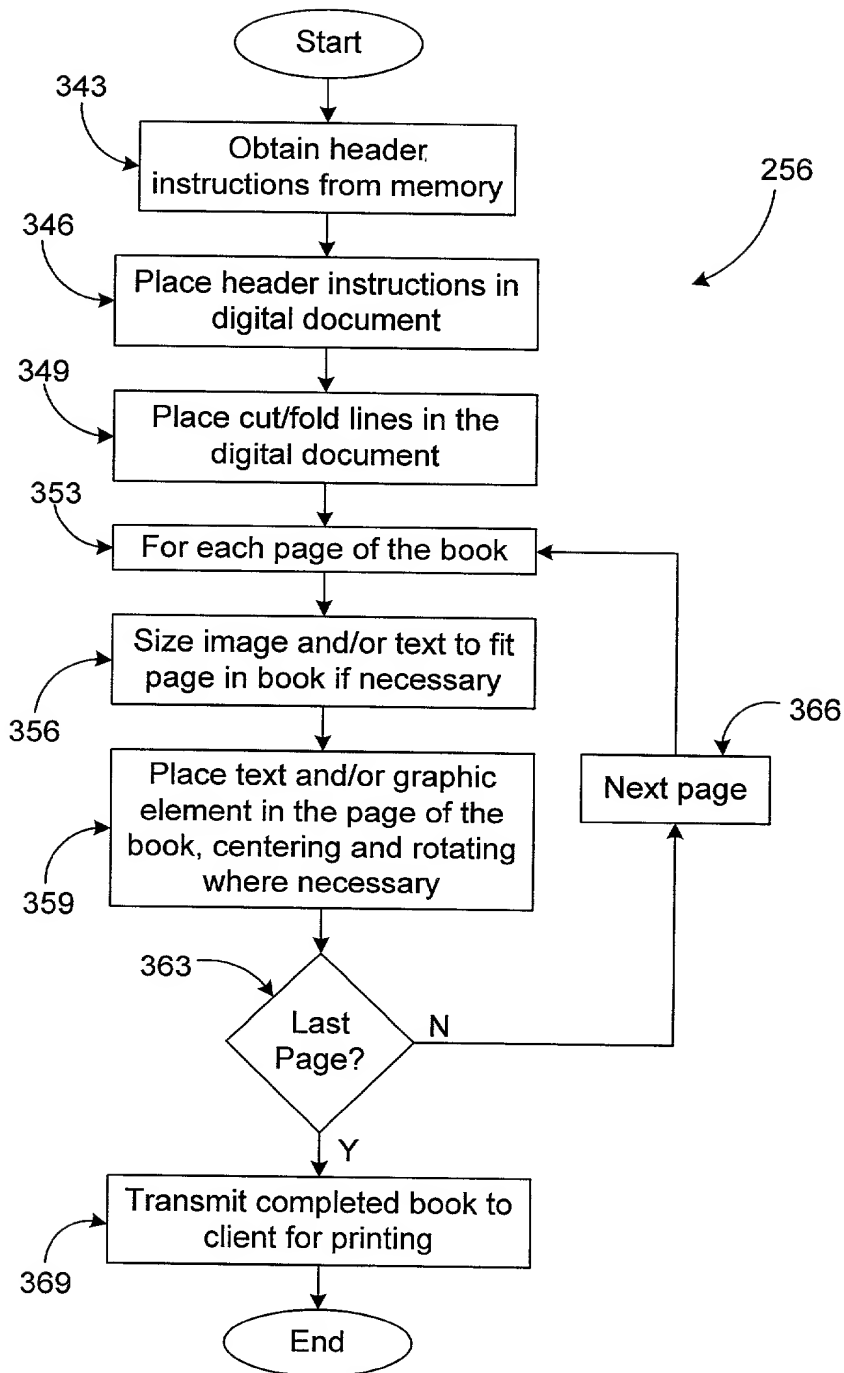 Start
343
Obtain header
instructions from memory
256
346
Place header instructions in
digital document
349
Place cut/fold lines in the
digital document
353
For each page of the book
Size image and/or text to fit
page in book if necessary
356
366
Next page
Place text and/or graphic
element in the page of the
book, centering and rotating
where necessary
359
363
Last
Page?
N
Y
Transmit completed book to
client for printing
369
End